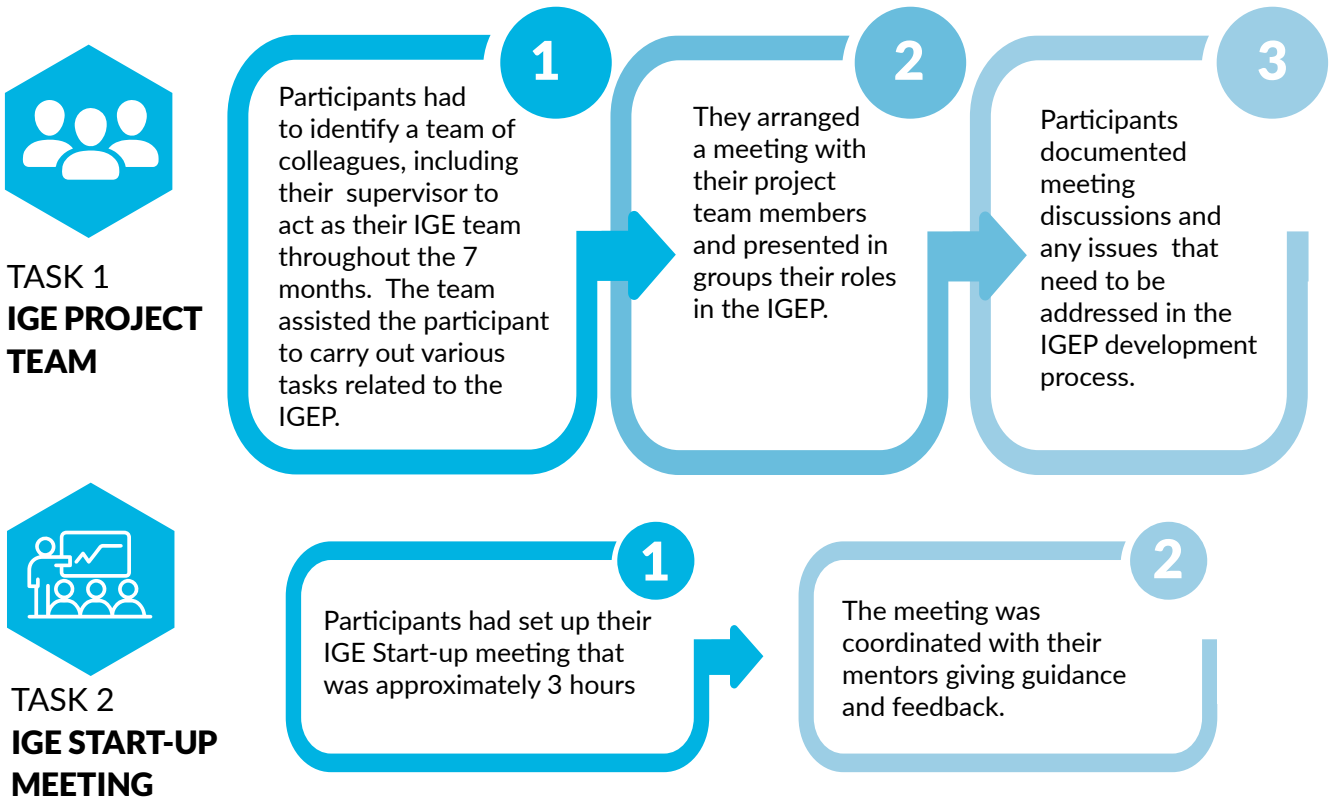 TASK 1
IGE PROJECT
TEAM
1
Participants had
to identify a team of
colleagues, including
their supervisor to
act as their IGE team
throughout the 7
months. The team
assisted the participant
to carry out various
tasks related to the
IGEP.
2
They arranged
a meeting with
their project
team members
and presented in
groups their roles
in the IGEP.
3
Participants
documented
meeting
discussions and
any issues that
need to be
addressed in the
IGEP development
process.
TASK 2
IGE START-UP
MEETING
1
Participants had set up their
IGE Start-up meeting that
was approximately 3 hours
2
The meeting was
coordinated with their
mentors giving guidance
and feedback.